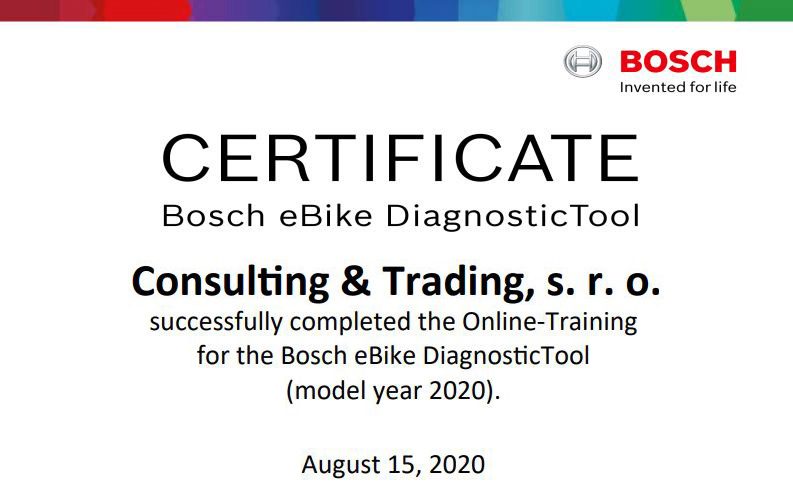 BOSCH
Invented for life
CERTIFICATE
Bosch eBike DiagnosticTool
Consulting & Trading, s. r. o.
successfully completed the Online-Training
for the Bosch eBike DiagnosticTool
(model year 2020).
August 15, 2020